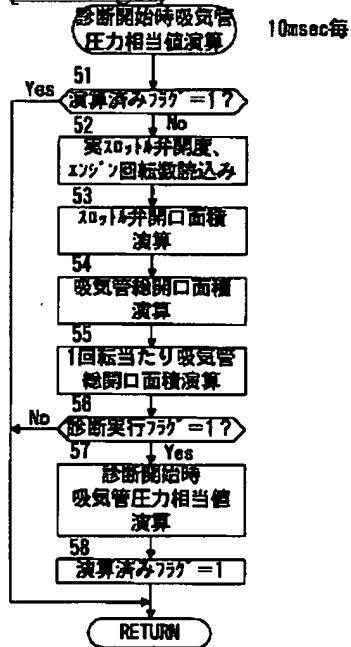 診断開始時吸気管
圧力相当値演算
10msec毎
51
演算済みフラグ=1?
Yes
No
52
実スロットル弁開度、
エンジン回転数読込み
53
スロットル弁開口面積
演算
54
吸気管総開口面積
演算
55
1回転当たり吸気管
総開口面積演算
56
診断実行フラグ=1?
No
Yes
57
診断開始時
吸気管圧力相当値
演算
58
演算済みフラグ=1
RETURN